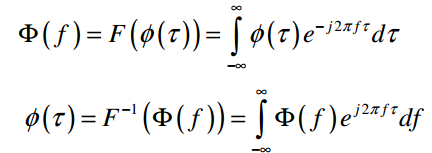 Φ(f) = F(ϕ(τ)) = ∫_{-∞}^{∞} ϕ(τ)e^{-j2πfτ}dτ
ϕ(τ) = F^{-1}(Φ(f)) = ∫_{-∞}^{∞} Φ(f)e^{j2πfτ}df